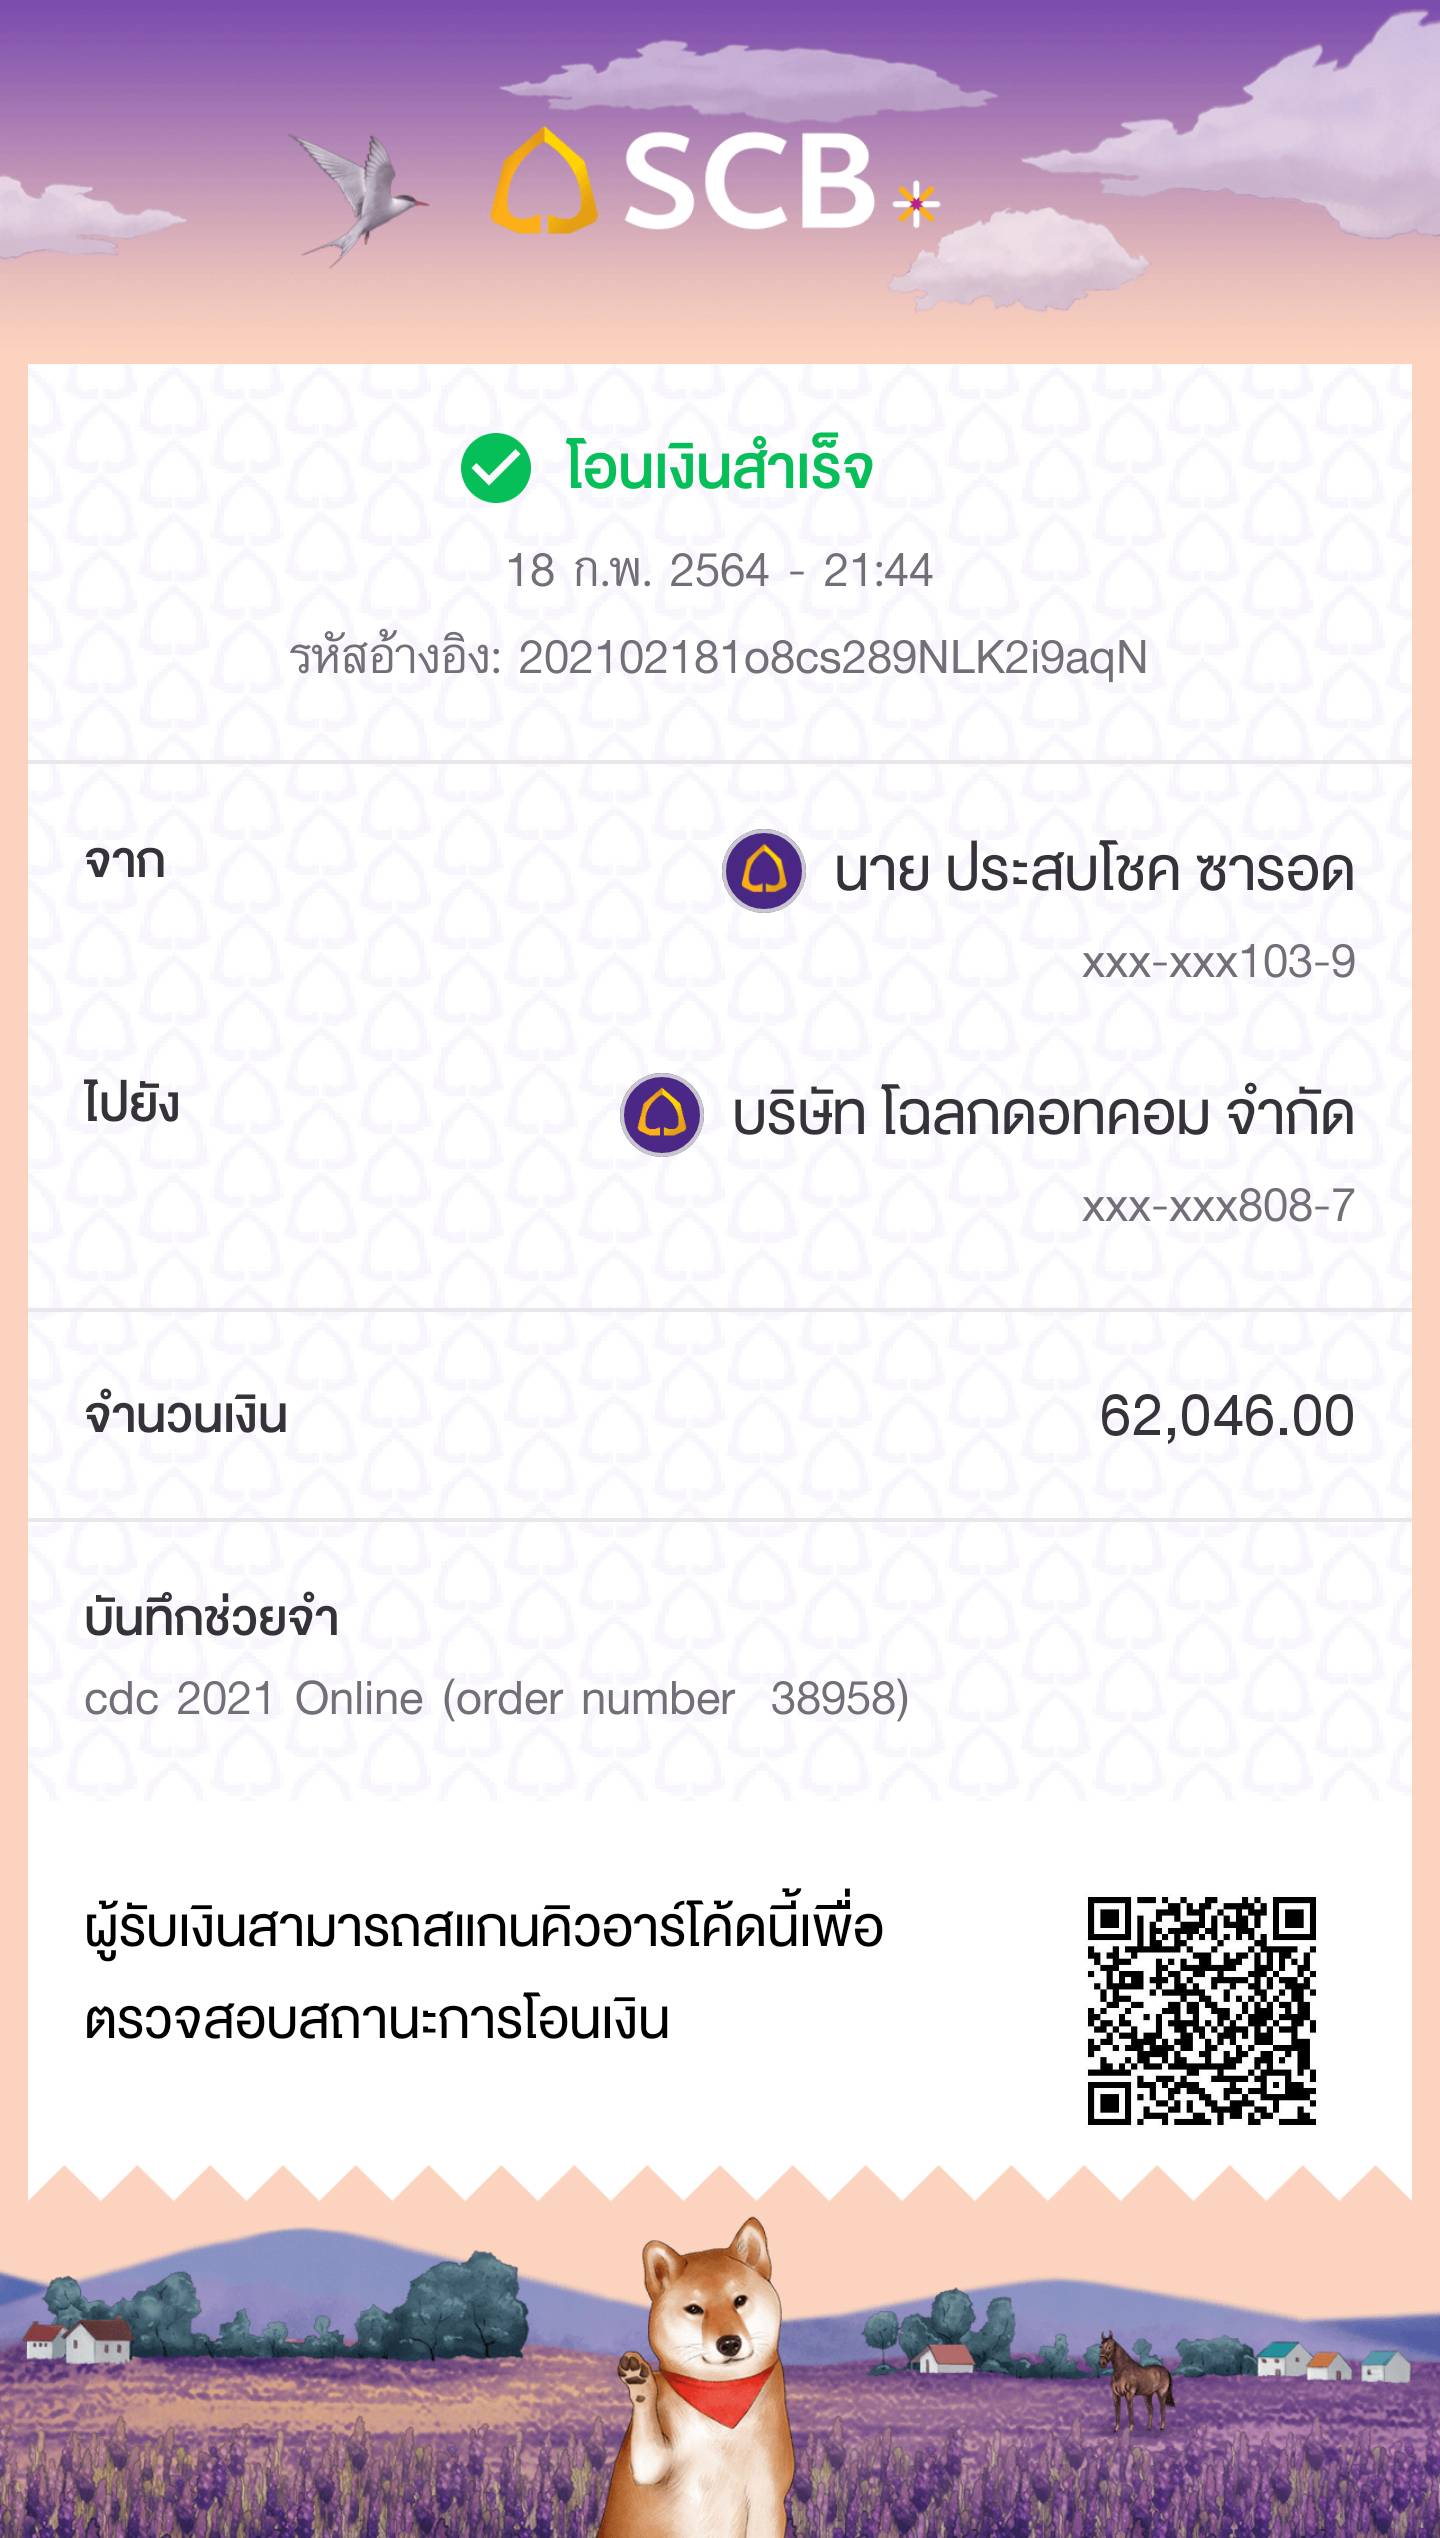 SCB
โอนเงินสำเร็จ
18 ก.พ. 2564 - 21:44
รหัสอ้างอิง: 202102181o8cs289NLK2i9aqN
จาก
นาย ประสบโชค ซารอด
xxx-xxx103-9
ไปยัง
บริษัท โฉลกดอทคอม จำกัด
xxx-xxx808-7
จำนวนเงิน
62,046.00
บันทึกช่วยจำ
cdc 2021 Online (order number 38958)
ผู้รับเงินสามารถสแกนคิวอาร์โค้ดนี้เพื่อ
ตรวจสอบสถานะการโอนเงิน